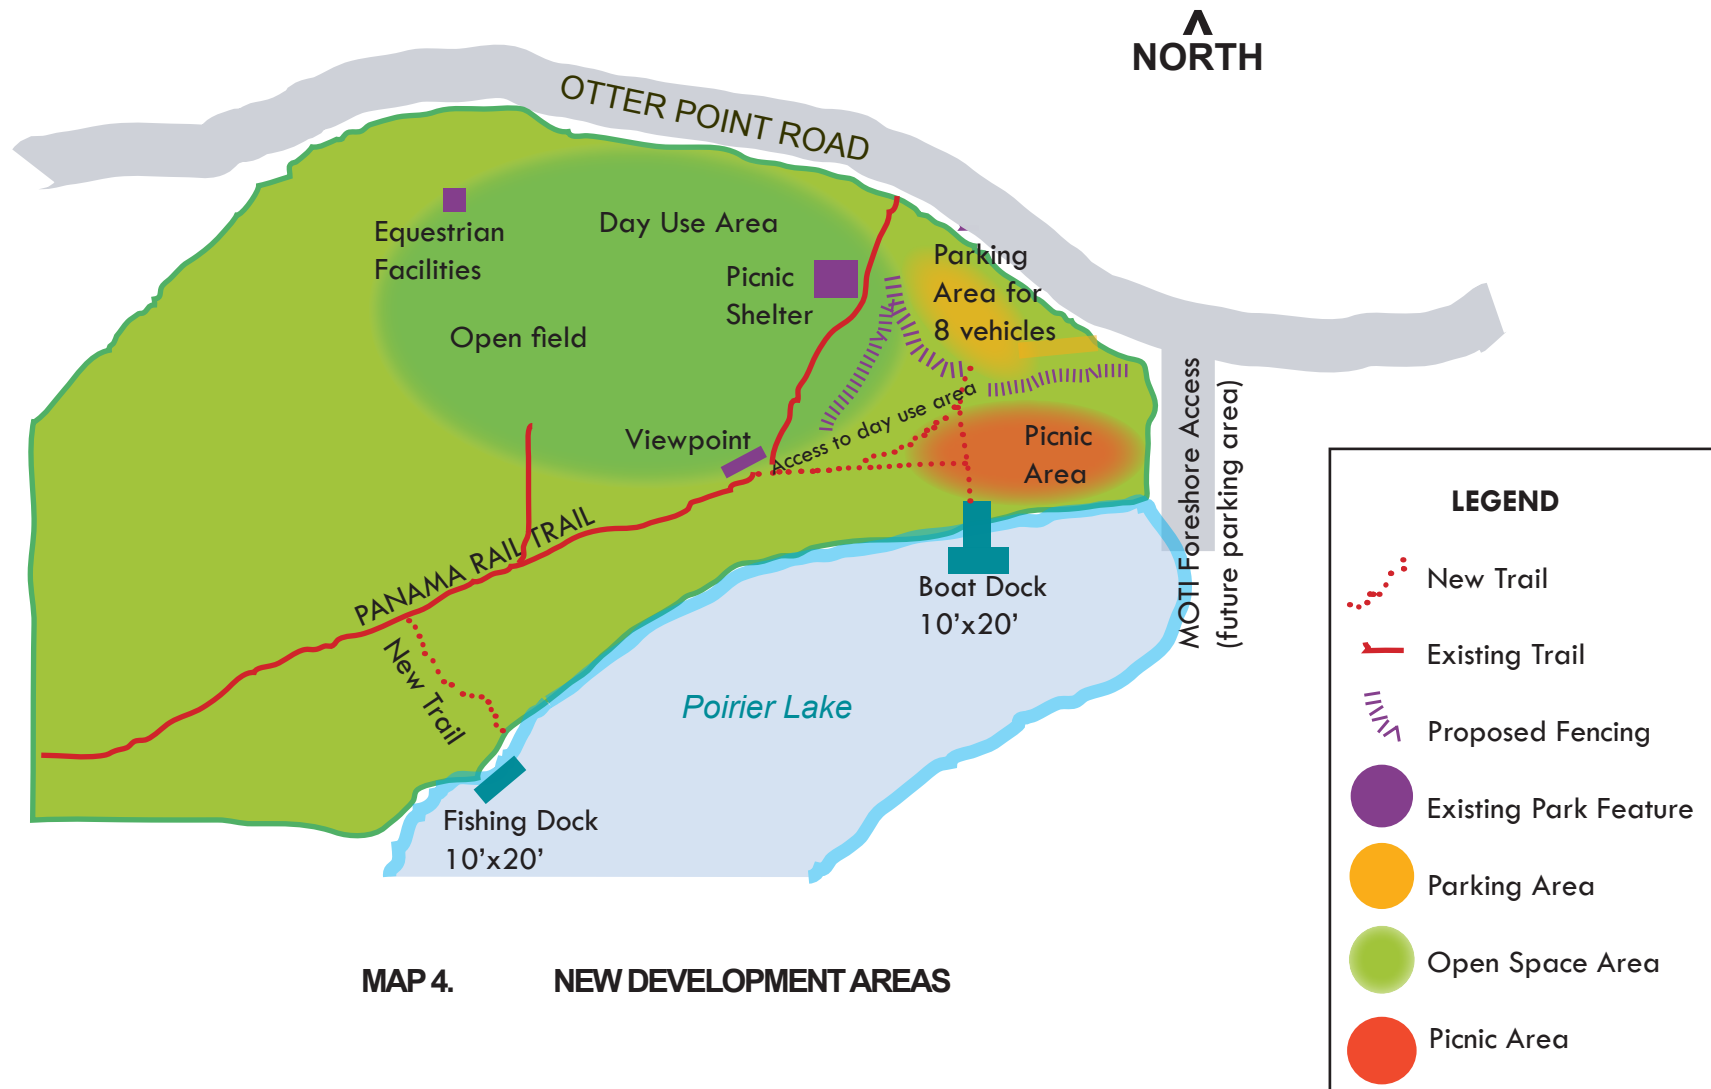 NORTH
OTTER POINT ROAD
Equestrian
Facilities
Day Use Area
Picnic
Shelter
Open field
Parking
Area for
8 vehicles
Viewpoint
Access to day use area
Picnic
Area
MOTI Foreshore Access
(future parking area)
PANAMA RAIL TRAIL
New Trail
Boat Dock
10'x20'
Poirier Lake
Fishing Dock
10'x20'
LEGEND
New Trail
Existing Trail
Proposed Fencing
Existing Park Feature
Parking Area
Open Space Area
Picnic Area
MAP 4. NEW DEVELOPMENT AREAS